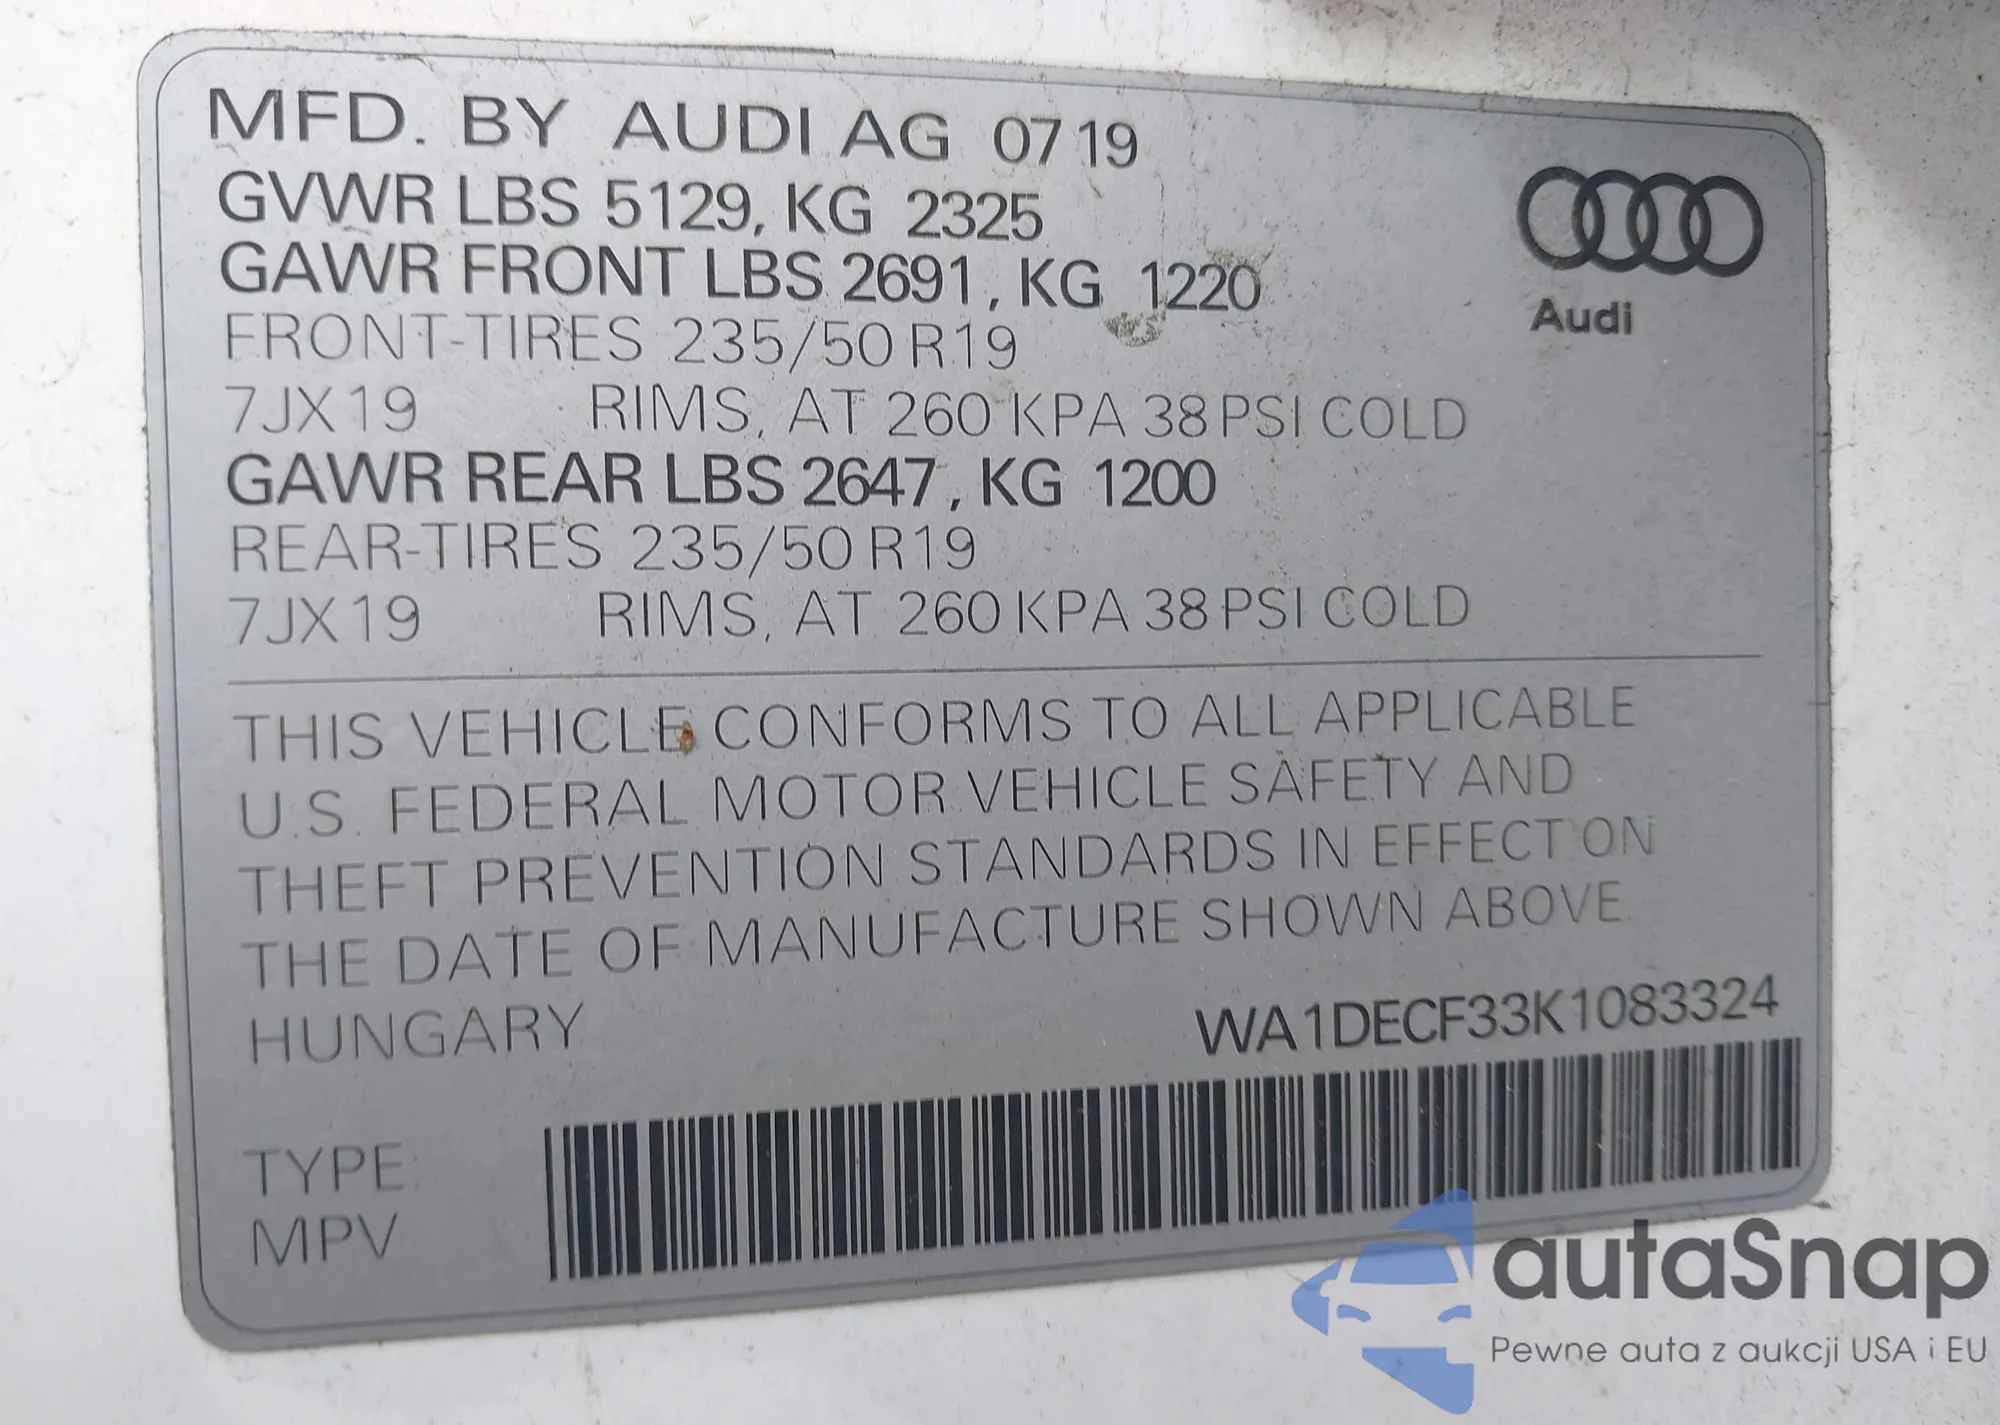 MFD. BY AUDI AG 0719
GVWR LBS 5129, KG 2325
GAWR FRONT LBS 2691, KG 1220
FRONT-TIRES 235/50 R19
7JX19 RIMS, AT 260 KPA 38 PSI COLD
GAWR REAR LBS 2647, KG 1200
REAR-TIRES 235/50 R19
7JX19 RIMS, AT 260 KPA 38 PSI COLD
Audi
THIS VEHICLE CONFORMS TO ALL APPLICABLE
U.S. FEDERAL MOTOR VEHICLE SAFETY AND
THEFT PREVENTION STANDARDS IN EFFECT ON
THE DATE OF MANUFACTURE SHOWN ABOVE.
HUNGARY
WA1DECF33K1083324
TYPE:
MPV
autaSnap
Pewne auta z aukcji USA i EU